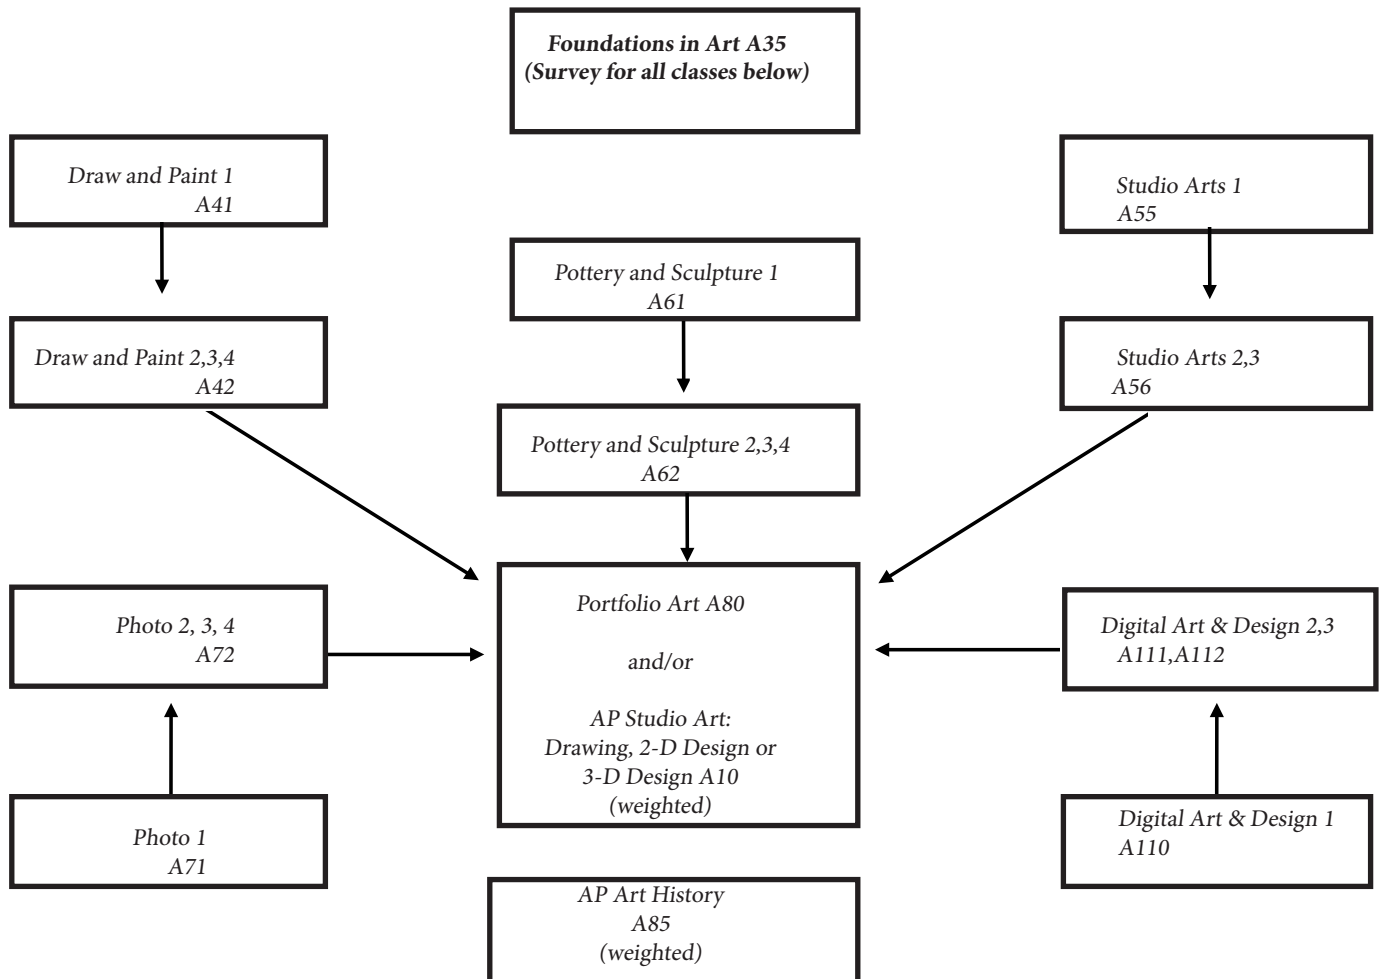 Foundations in Art A35
(Survey for all classes below)
Draw and Paint 1
A41
Studio Arts 1
A55
Pottery and Sculpture 1
A61
Draw and Paint 2,3,4
A42
Studio Arts 2,3
A56
Pottery and Sculpture 2,3,4
A62
Photo 2, 3, 4
A72
Portfolio Art A80
and/or
AP Studio Art:
Drawing, 2-D Design or
3-D Design A10
(weighted)
Digital Art & Design 2,3
A111,A112
Photo 1
A71
Digital Art & Design 1
A110
AP Art History
A85
(weighted)